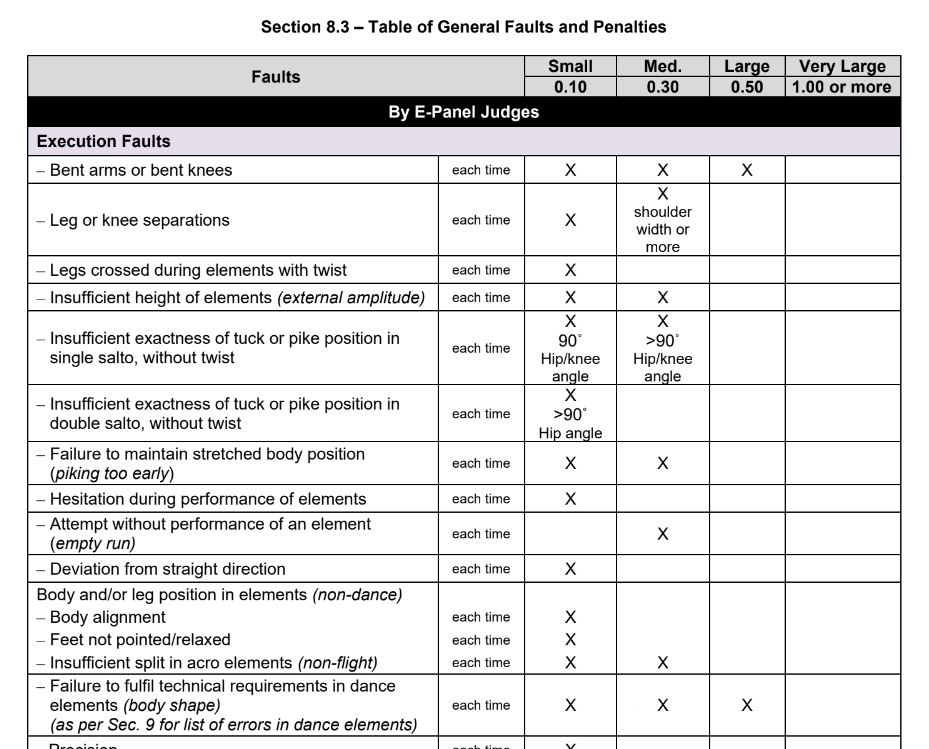 Section 8.3 – Table of General Faults and Penalties
Faults
Small
Med.
Large
Very Large
0.10
0.30
0.50
1.00 or more
By E-Panel Judges
Execution Faults
– Bent arms or bent knees each time X X X
– Leg or knee separations each time X
X
shoulder
width or
more
– Legs crossed during elements with twist each time X
– Insufficient height of elements (external amplitude) each time X X
– Insufficient exactness of tuck or pike position in
single salto, without twist
each time
X
90°
Hip/knee
angle
X
>90°
Hip/knee
angle
– Insufficient exactness of tuck or pike position in
double salto, without twist
each time
X
>90°
Hip angle
– Failure to maintain stretched body position
(piking too early)
each time X X
– Hesitation during performance of elements each time X
– Attempt without performance of an element
(empty run)
each time X
– Deviation from straight direction each time X
Body and/or leg position in elements (non-dance)
– Body alignment each time X
– Feet not pointed/relaxed each time X
– Insufficient split in acro elements (non-flight) each time X X
– Failure to fulfil technical requirements in dance
elements (body shape)
(as per Sec. 9 for list of errors in dance elements)
each time X X X
– Precision each time X